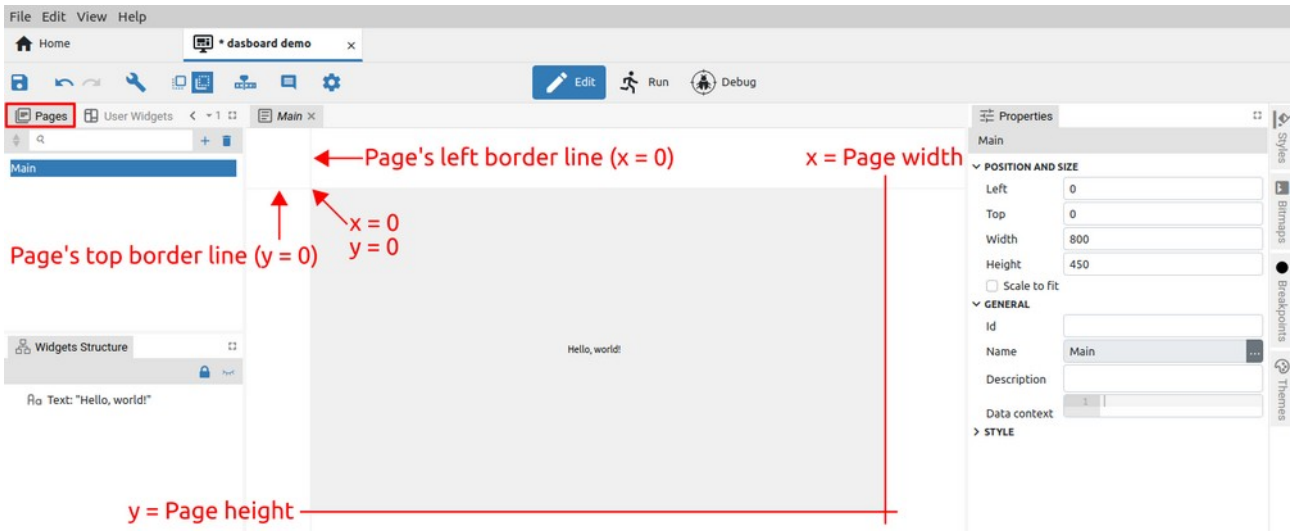 File Edit View Help
Home
* dasboard demo ×
Edit Run Debug
Pages User Widgets 1
Main ×
Properties
Main
Main
Page's left border line (x = 0)
x = Page width
x = 0
y = 0
Page's top border line (y = 0)
POSITION AND SIZE
Left 0
Top 0
Width 800
Height 450
Scale to fit
GENERAL
Id
Name Main ...
Description
Data context 1
STYLE
Styles
Bitmaps
Breakpoints
Themes
Widgets Structure
Aa Text: "Hello, world!"
Hello, world!
y = Page height